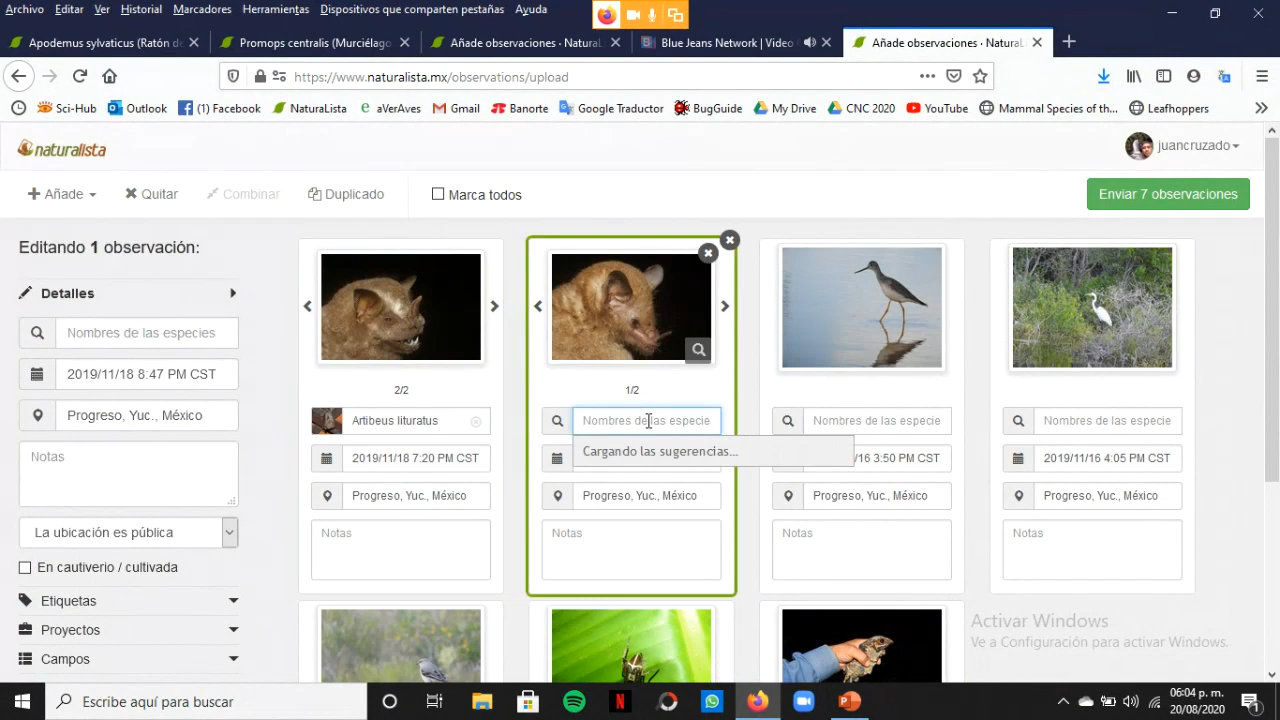 Archivo Editar Ver Historial Marcadores Herramientas Dispositivos que comparten pestañas Ayuda
Apodemus sylvaticus (Ratón de
Promops centralis (Murciélago
Añade observaciones · NaturaL
Blue Jeans Network | Video
Añade observaciones · NaturaL
https://www.naturalista.mx/observations/upload
Sci-Hub Outlook (1) Facebook NaturaLista aVerAves Gmail Banorte Google Traductor BugGuide My Drive CNC 2020 YouTube Mammal Species of th... Leafhoppers
naturalista
juancruzado
Añade Quitar Combinar Duplicado Marca todos Enviar 7 observaciones
Editando 1 observación:
Detalles
Nombres de las especies
2019/11/18 8:47 PM CST
Progreso, Yuc., México
Notas
La ubicación es pública
En cautiverio / cultivada
Etiquetas
Proyectos
Campos
2/2
Artibeus lituratus
2019/11/18 7:20 PM CST
Progreso, Yuc., México
Notas
1/2
Nombres de las especie
Cargando las sugerencias...
Progreso, Yuc., México
Notas
Nombres de las especie
/16 3:50 PM CST
Progreso, Yuc., México
Notas
Nombres de las especie
2019/11/16 4:05 PM CST
Progreso, Yuc., México
Notas
Activar Windows
Ve a Configuración para activar Windows.
Escribe aquí para buscar
06:04 p. m.
20/08/2020
1